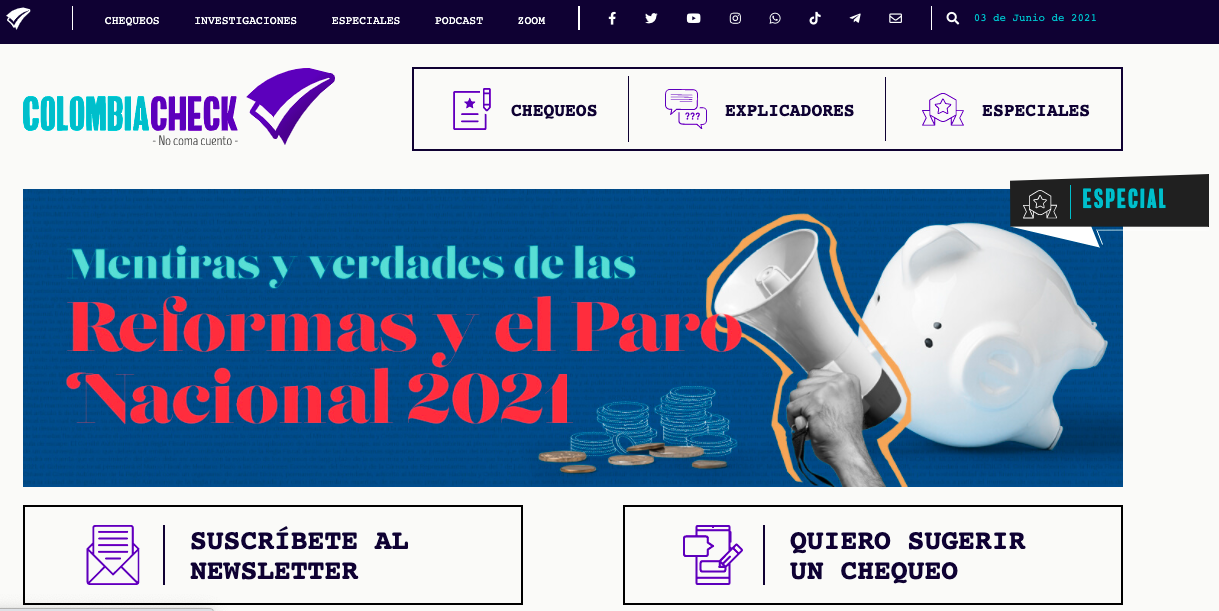 CHEQUEOS
INVESTIGACIONES
ESPECIALES
PODCAST
ZOOM
03 de Junio de 2021
COLOMBIACHECK
- No coma cuento -
CHEQUEOS
???
EXPLICADORES
ESPECIALES
ESPECIAL
Mentiras y verdades de las
Reformas y el Paro
Nacional 2021
SUSCRÍBETE AL
NEWSLETTER
QUIERO SUGERIR
UN CHEQUEO